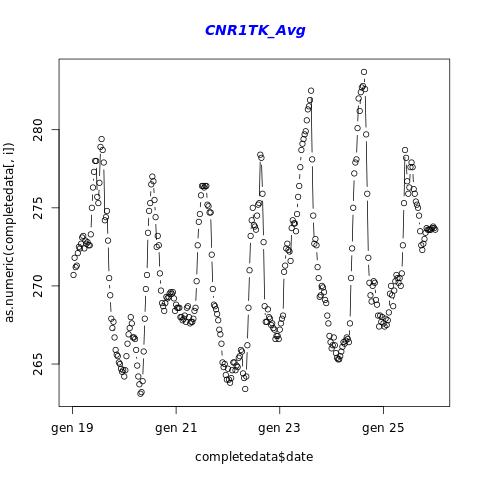 CNR1TK_Avg
as.numeric(completedata[, i])
280
275
270
265
gen 19
gen 21
gen 23
gen 25
completedata$date